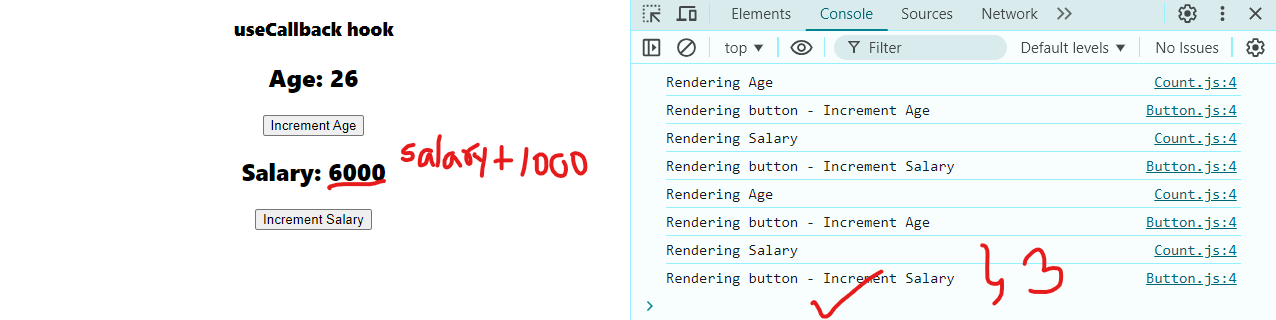 useCallback hook
Age: 26
Increment Age
Salary: 6000
salary+1000
Increment Salary
Elements Console Sources Network
top Filter Default levels No Issues
Rendering Age Count.js:4
Rendering button - Increment Age Button.js:4
Rendering Salary Count.js:4
Rendering button - Increment Salary Button.js:4
Rendering Age Count.js:4
Rendering button - Increment Age Button.js:4
Rendering Salary Count.js:4
Rendering button - Increment Salary Button.js:4
3